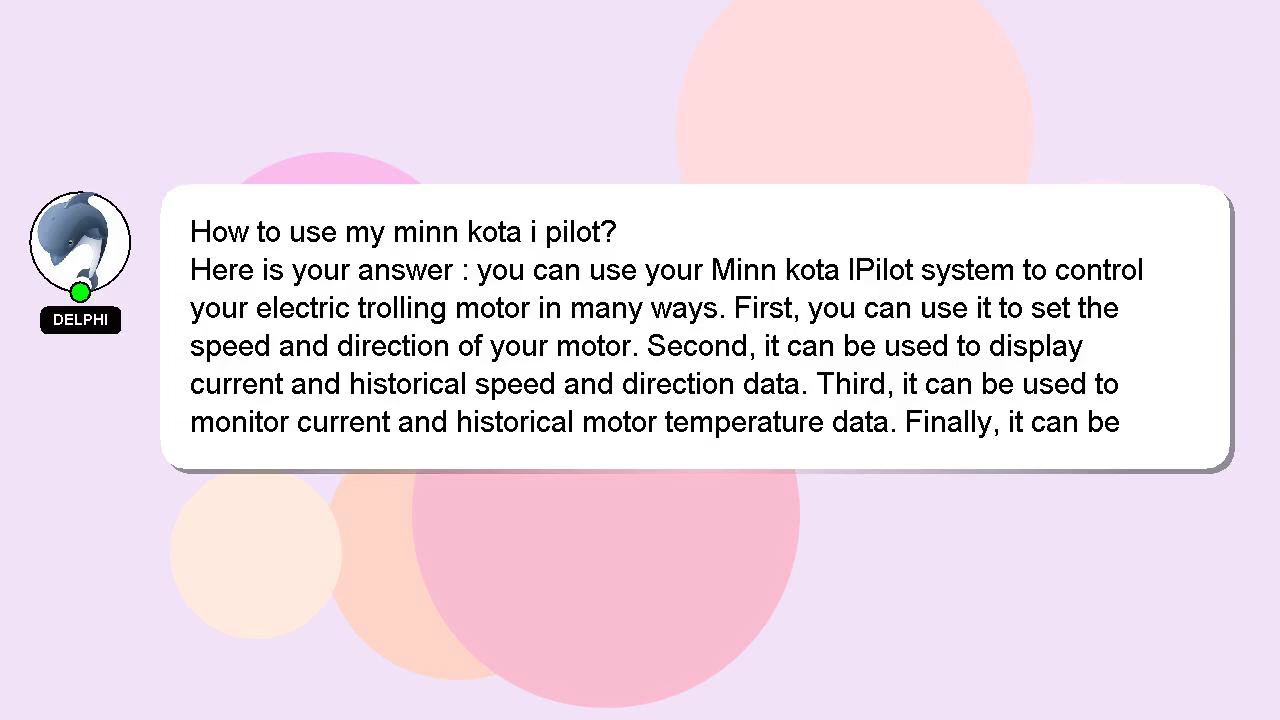 How to use my minn kota i pilot?
Here is your answer : you can use your Minn kota IPilot system to control
your electric trolling motor in many ways. First, you can use it to set the
speed and direction of your motor. Second, it can be used to display
current and historical speed and direction data. Third, it can be used to
monitor current and historical motor temperature data. Finally, it can be
DELPHI